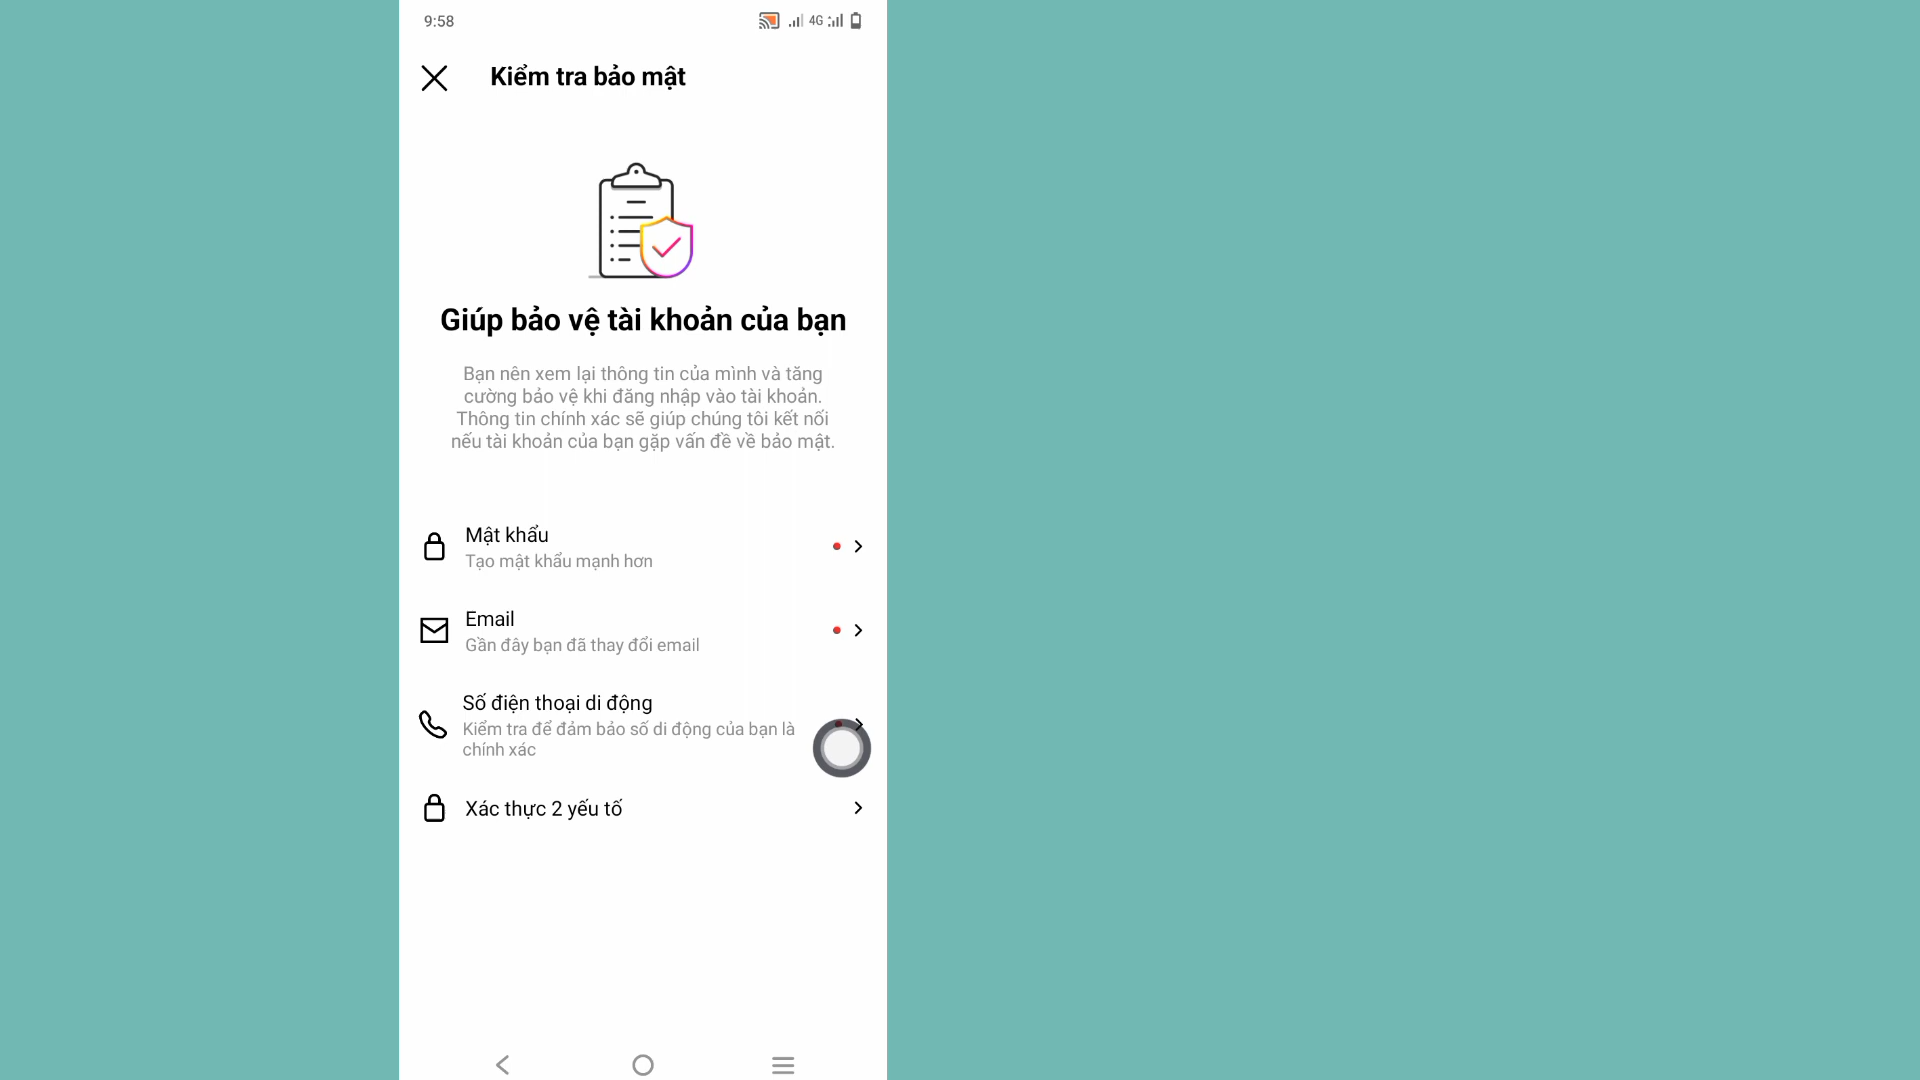 9:58
4G
Kiểm tra bảo mật
Giúp bảo vệ tài khoản của bạn
Bạn nên xem lại thông tin của mình và tăng
cường bảo vệ khi đăng nhập vào tài khoản.
Thông tin chính xác sẽ giúp chúng tôi kết nối
nếu tài khoản của bạn gặp vấn đề về bảo mật.
Mật khẩu
Tạo mật khẩu mạnh hơn
Email
Gần đây bạn đã thay đổi email
Số điện thoại di động
Kiểm tra để đảm bảo số di động của bạn là
chính xác
Xác thực 2 yếu tố